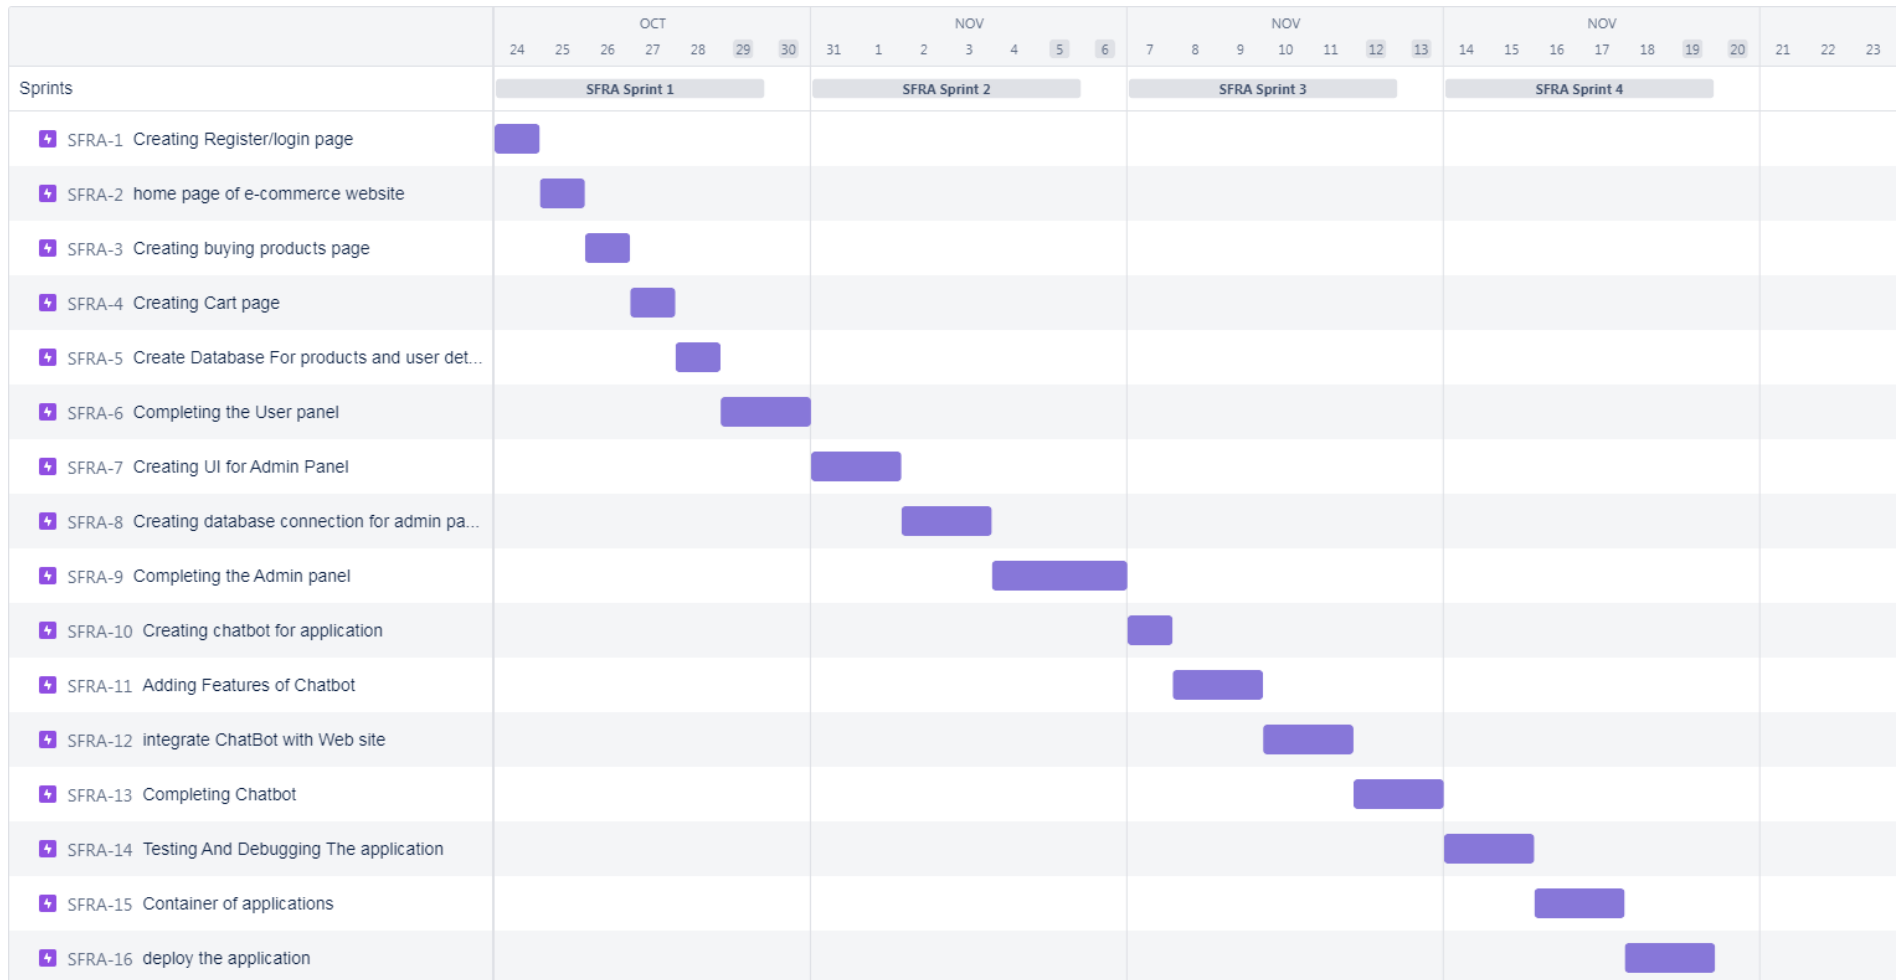 OCT NOV NOV NOV
24 25 26 27 28 29 30 31 1 2 3 4 5 6 7 8 9 10 11 12 13 14 15 16 17 18 19 20 21 22 23
Sprints SFRA Sprint 1 SFRA Sprint 2 SFRA Sprint 3 SFRA Sprint 4
SFRA-1 Creating Register/login page
SFRA-2 home page of e-commerce website
SFRA-3 Creating buying products page
SFRA-4 Creating Cart page
SFRA-5 Create Database For products and user det...
SFRA-6 Completing the User panel
SFRA-7 Creating UI for Admin Panel
SFRA-8 Creating database connection for admin pa...
SFRA-9 Completing the Admin panel
SFRA-10 Creating chatbot for application
SFRA-11 Adding Features of Chatbot
SFRA-12 integrate ChatBot with Web site
SFRA-13 Completing Chatbot
SFRA-14 Testing And Debugging The application
SFRA-15 Container of applications
SFRA-16 deploy the application